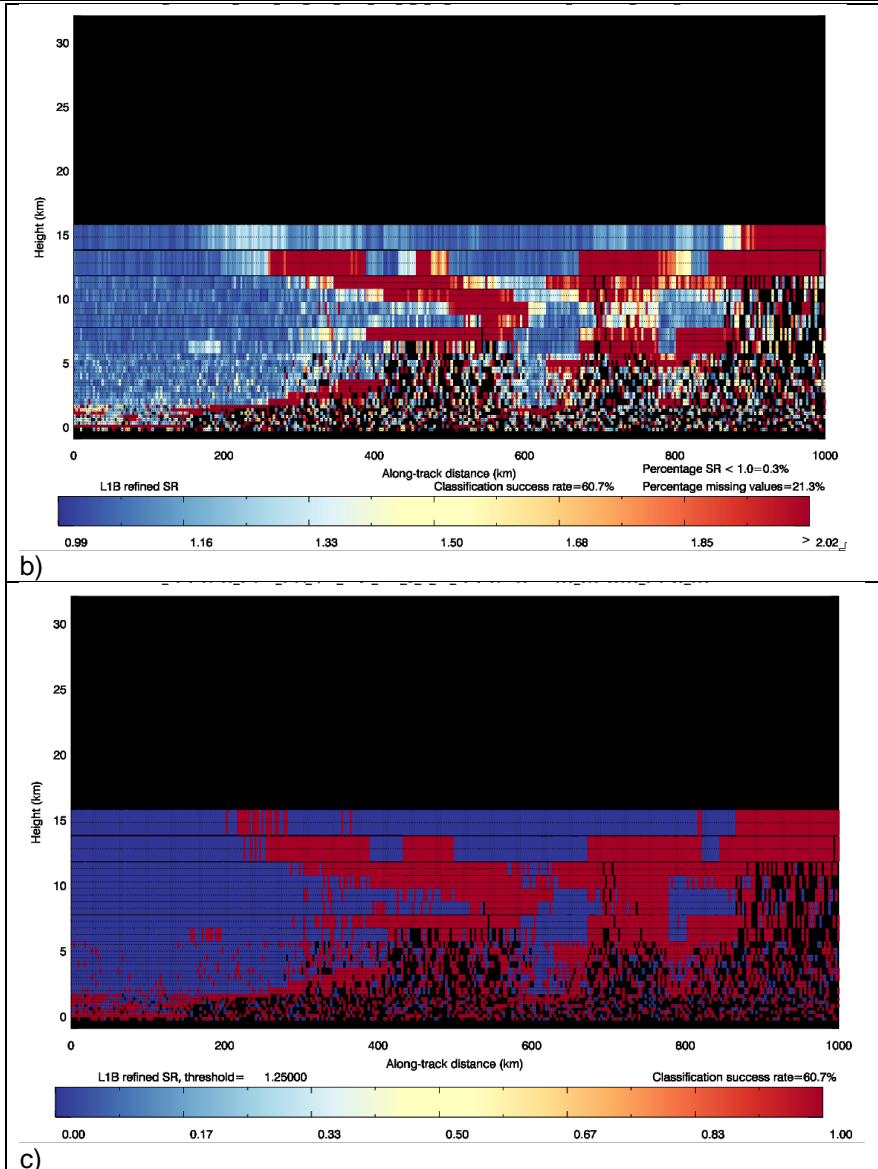 30
25
20
15
10
5
0
Height (km)
0 200 400 600 800 1000
Along-track distance (km)
Percentage SR < 1.0=0.3%
L1B refined SR Classification success rate=60.7% Percentage missing values=21.3%
0.99 1.16 1.33 1.50 1.68 1.85 > 2.02
b)
30
25
20
15
10
5
0
Height (km)
0 200 400 600 800 1000
Along-track distance (km)
L1B refined SR, threshold= 1.25000 Classification success rate=60.7%
0.00 0.17 0.33 0.50 0.67 0.83 1.00
c)